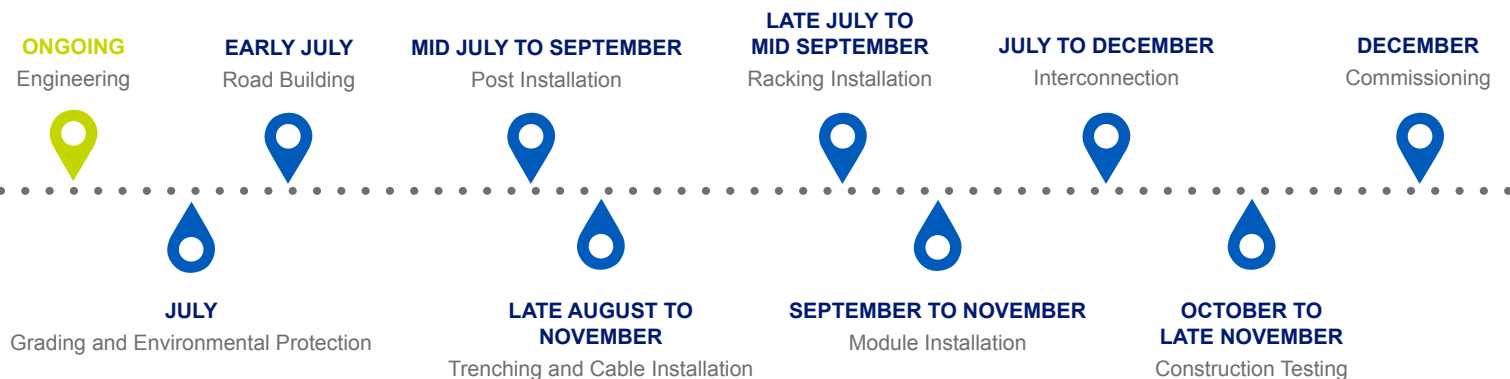 ONGOING
Engineering
EARLY JULY
Road Building
MID JULY TO SEPTEMBER
Post Installation
LATE JULY TO
MID SEPTEMBER
Racking Installation
JULY TO DECEMBER
Interconnection
DECEMBER
Commissioning
JULY
Grading and Environmental Protection
LATE AUGUST TO
NOVEMBER
Trenching and Cable Installation
SEPTEMBER TO NOVEMBER
Module Installation
OCTOBER TO
LATE NOVEMBER
Construction Testing